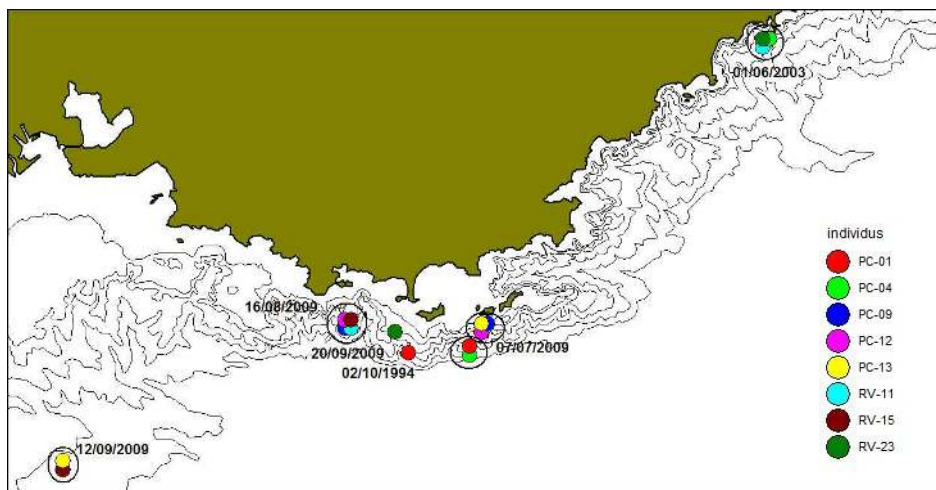 01/06/2003
individus
PC-01
PC-04
PC-09
PC-12
PC-13
RV-11
RV-15
RV-23
16/08/2009
20/09/2009
07/07/2009
02/10/1994
12/09/2009